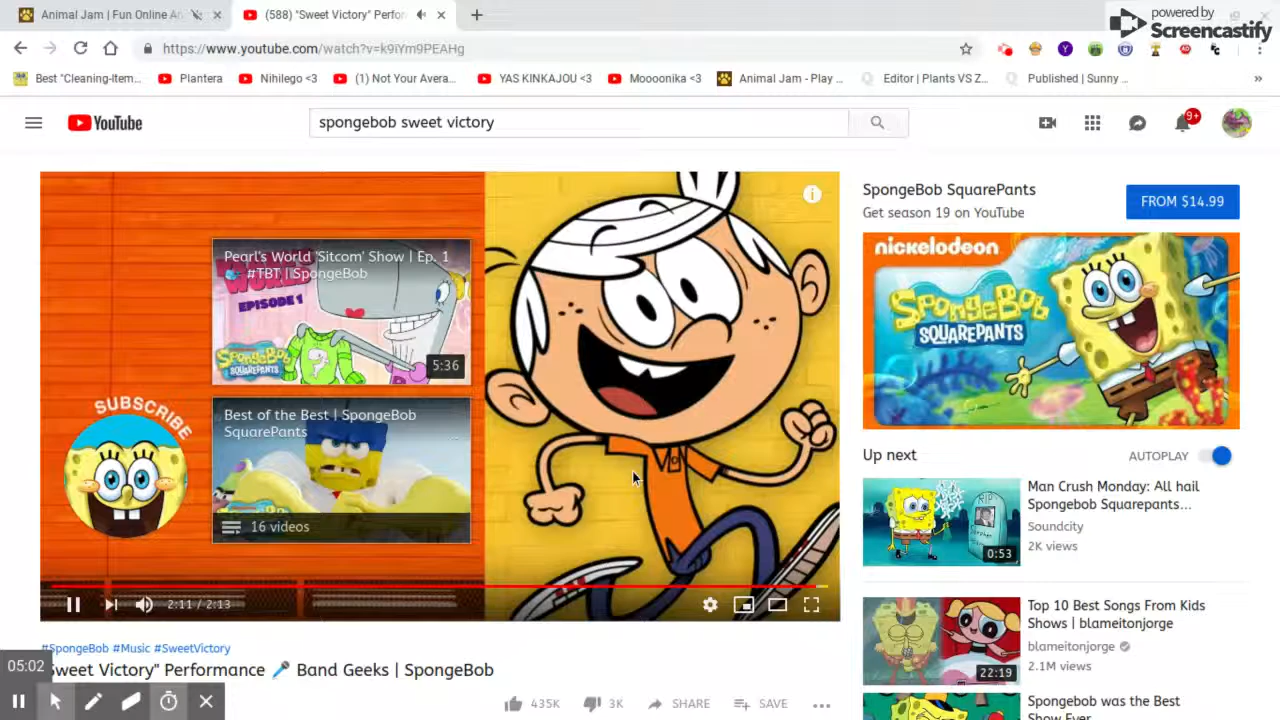 Animal Jam | Fun Online An
(588) "Sweet Victory" Perfor
powered by
Screencastify
https://www.youtube.com/watch?v=k9iYm9PEAHg
Best "Cleaning-Item...
Plantera
Nihilego <3
(1) Not Your Avera...
YAS KINKAJOU <3
Moooonika <3
Animal Jam - Play ...
Editor | Plants VS Z...
Published | Sunny ...
»
YouTube
spongebob sweet victory
9+
Pearl's World 'Sitcom' Show | Ep. 1
#TBT | SpongeBob
WORLD
EPISODE 1
SpongeBob
SQUAREPANTS
5:36
SUBSCRIBE
Best of the Best | SpongeBob
SquarePants
16 videos
2:11 / 2:13
SpongeBob SquarePants
Get season 19 on YouTube
FROM $14.99
nickelodeon
SpongeBob
SQUAREPANTS
Up next
AUTOPLAY
Man Crush Monday: All hail
Spongebob Squarepants...
Soundcity
2K views
RIP
0:53
Top 10 Best Songs From Kids
Shows | blameitonjorge
blameitonjorge
2.1M views
22:19
Spongebob was the Best
Show Ever
#SpongeBob #Music #SweetVictory
Sweet Victory" Performance 🎤 Band Geeks | SpongeBob
435K
3K
SHARE
SAVE
05:02